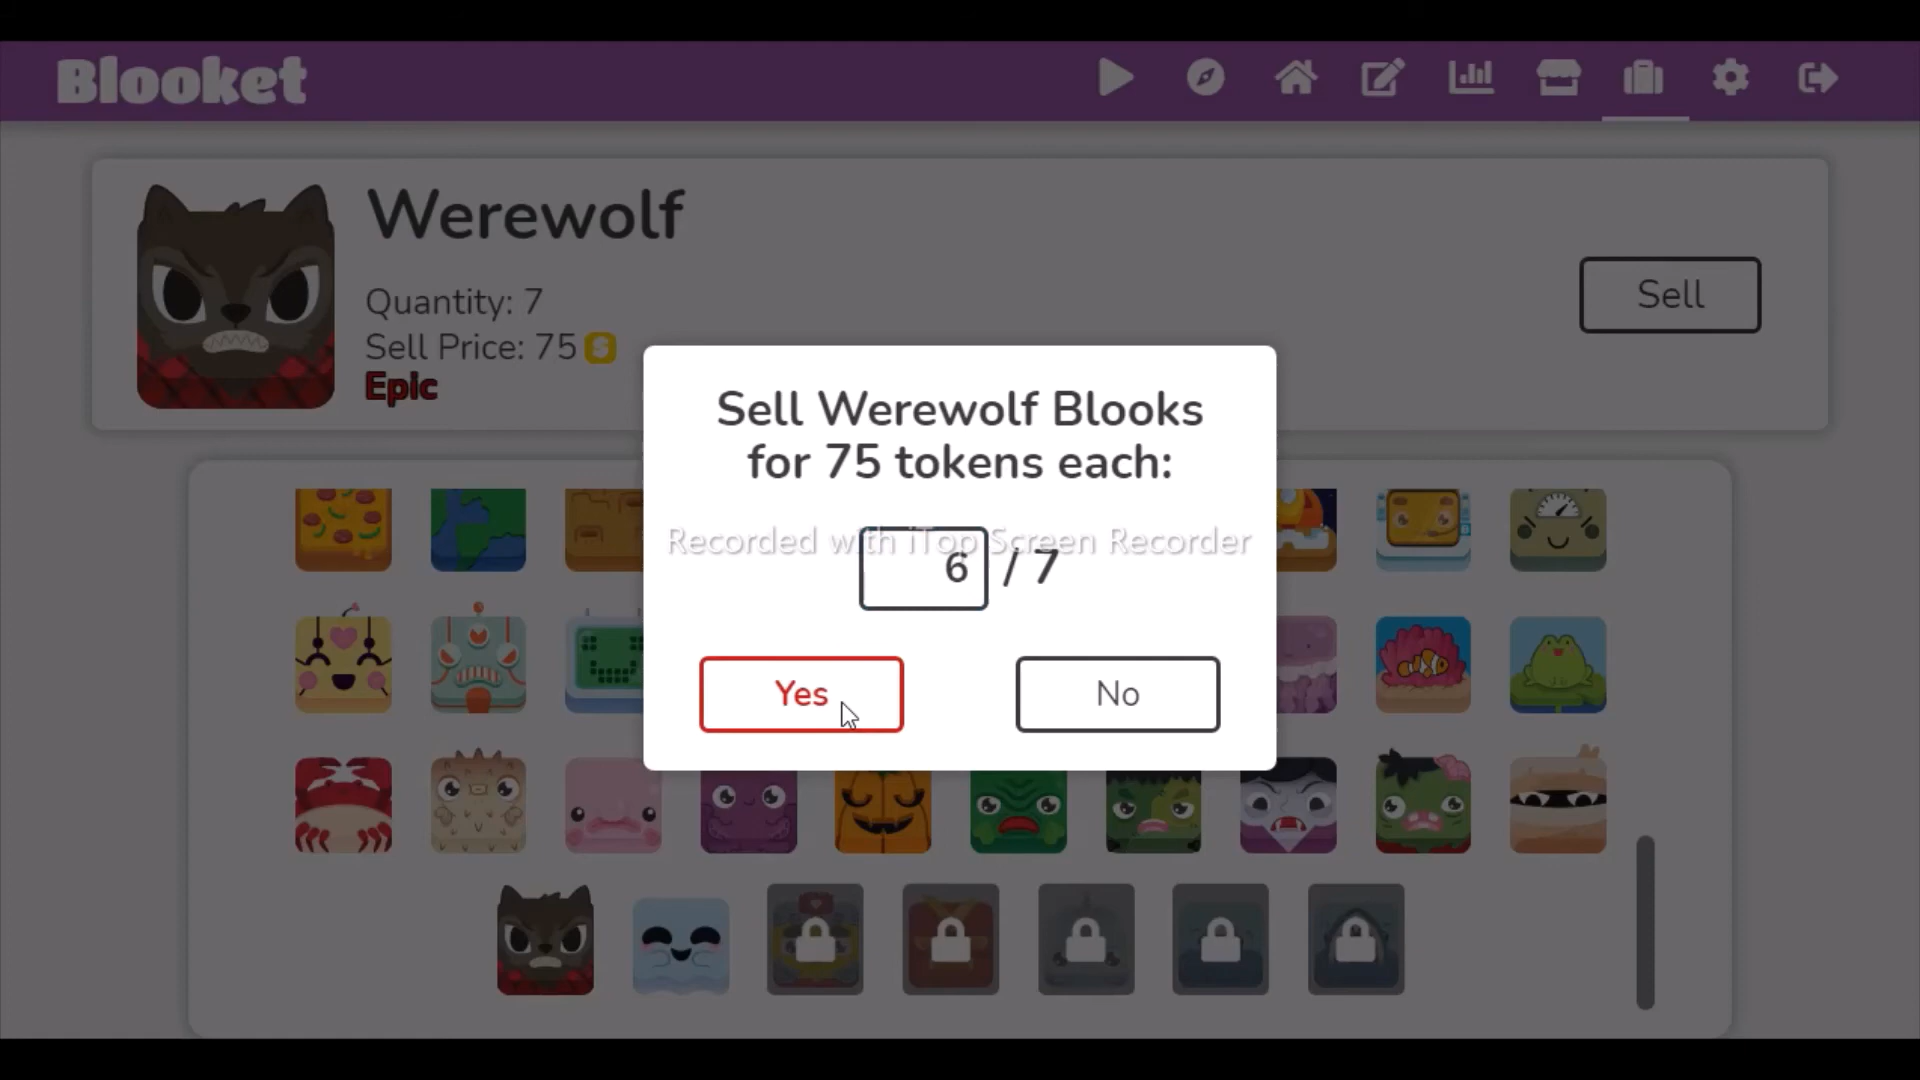 Blooket
Werewolf
Quantity: 7
Sell Price: 75
Epic
Sell
Sell Werewolf Blooks
for 75 tokens each:
Recorded with iTop Screen Recorder
6 / 7
Yes
No